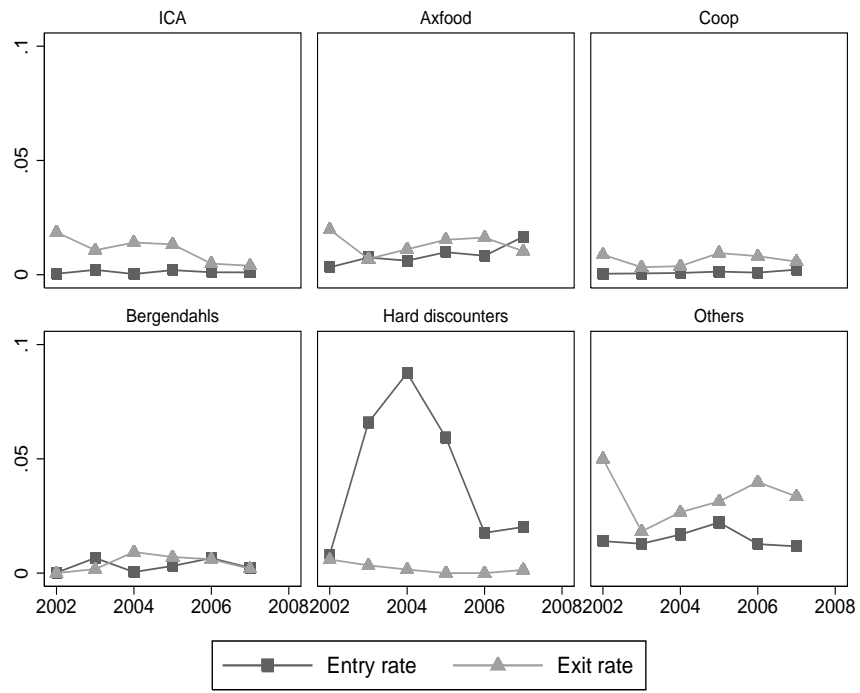 ICA Axfood Coop
.1
.05
0
Bergendahls Hard discounters Others
.1
.05
0
2002 2004 2006 2008 2002 2004 2006 2008 2002 2004 2006 2008
Entry rate Exit rate